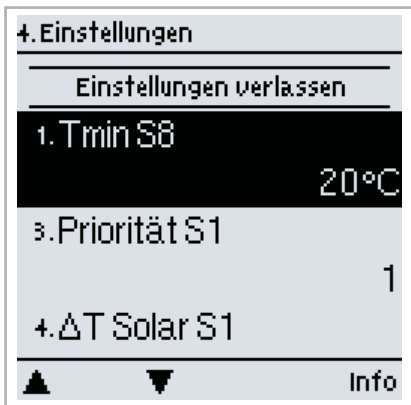 4.Einstellungen
Einstellungen verlassen
1.Tmin S8
20°C
3.Priorität S1
1
4.ΔT Solar S1
Info